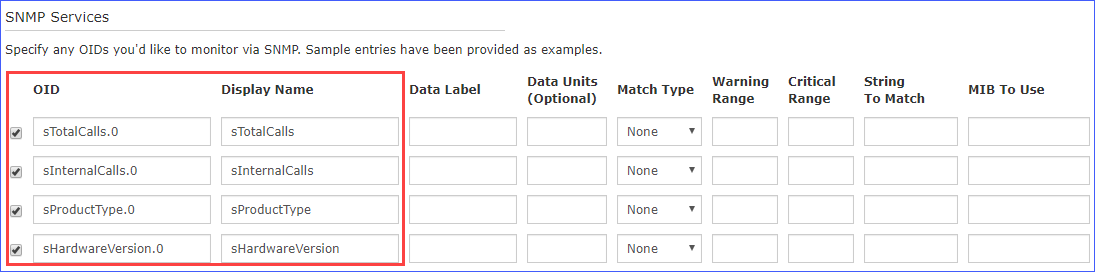 SNMP Services
Specify any OIDs you'd like to monitor via SNMP. Sample entries have been provided as examples.
OID Display Name Data Label Data Units (Optional) Match Type Warning Range Critical Range String To Match MIB To Use
sTotalCalls.0 sTotalCalls None
sInternalCalls.0 sInternalCalls None
sProductType.0 sProductType None
sHardwareVersion.0 sHardwareVersion None